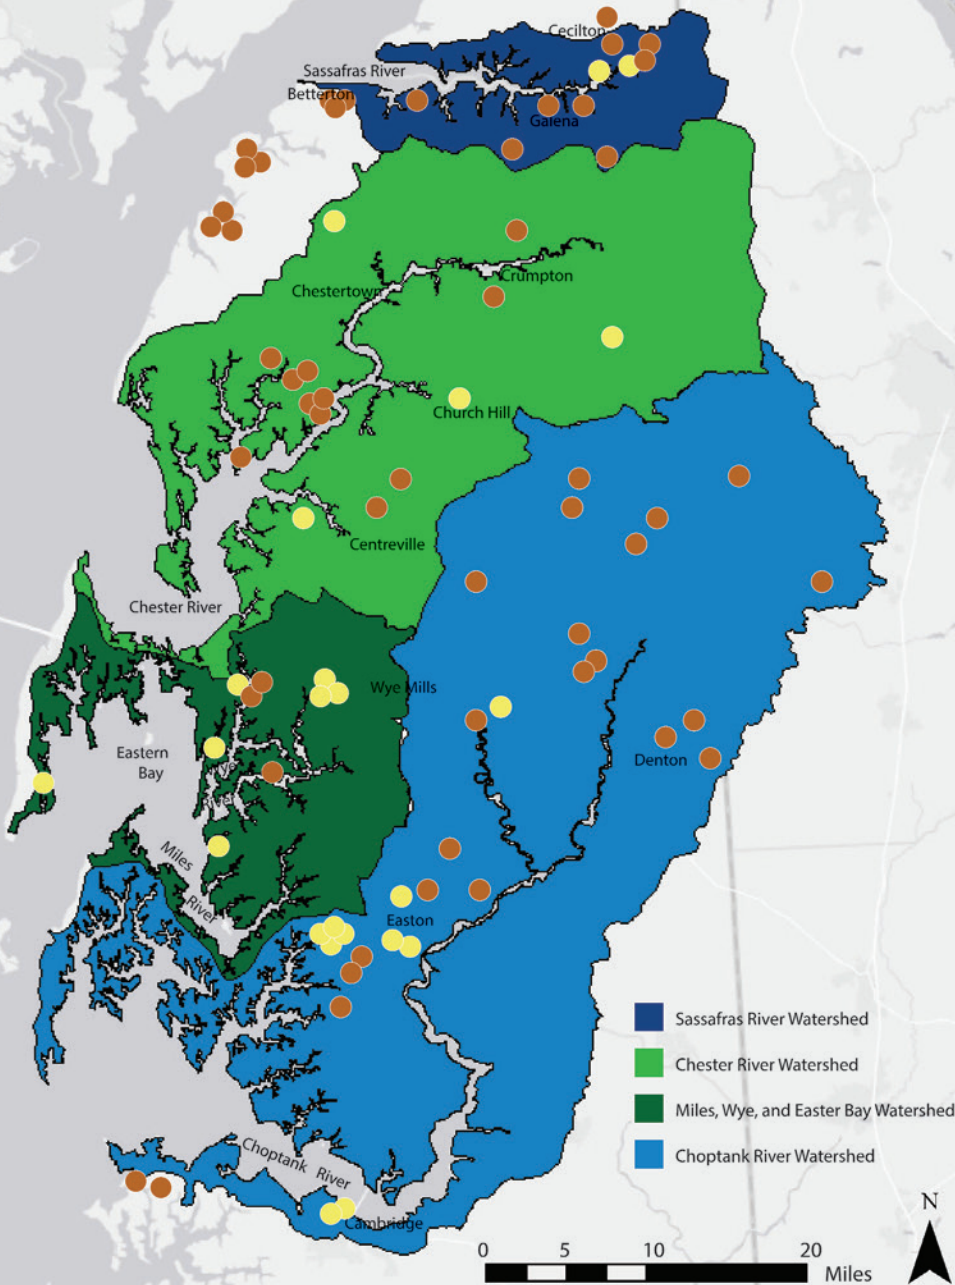 Cecilton
Sassafras River
Betterton
Galena
Crumpton
Chestertown
Church Hill
Centreville
Chester River
Wye Mills
Eastern
Bay
Wye
River
Denton
Miles
River
Easton
Sassafras River Watershed
Chester River Watershed
Miles, Wye, and Easter Bay Watershed
Choptank River Watershed
Choptank River
Cambridge
N
0 5 10 20
Miles